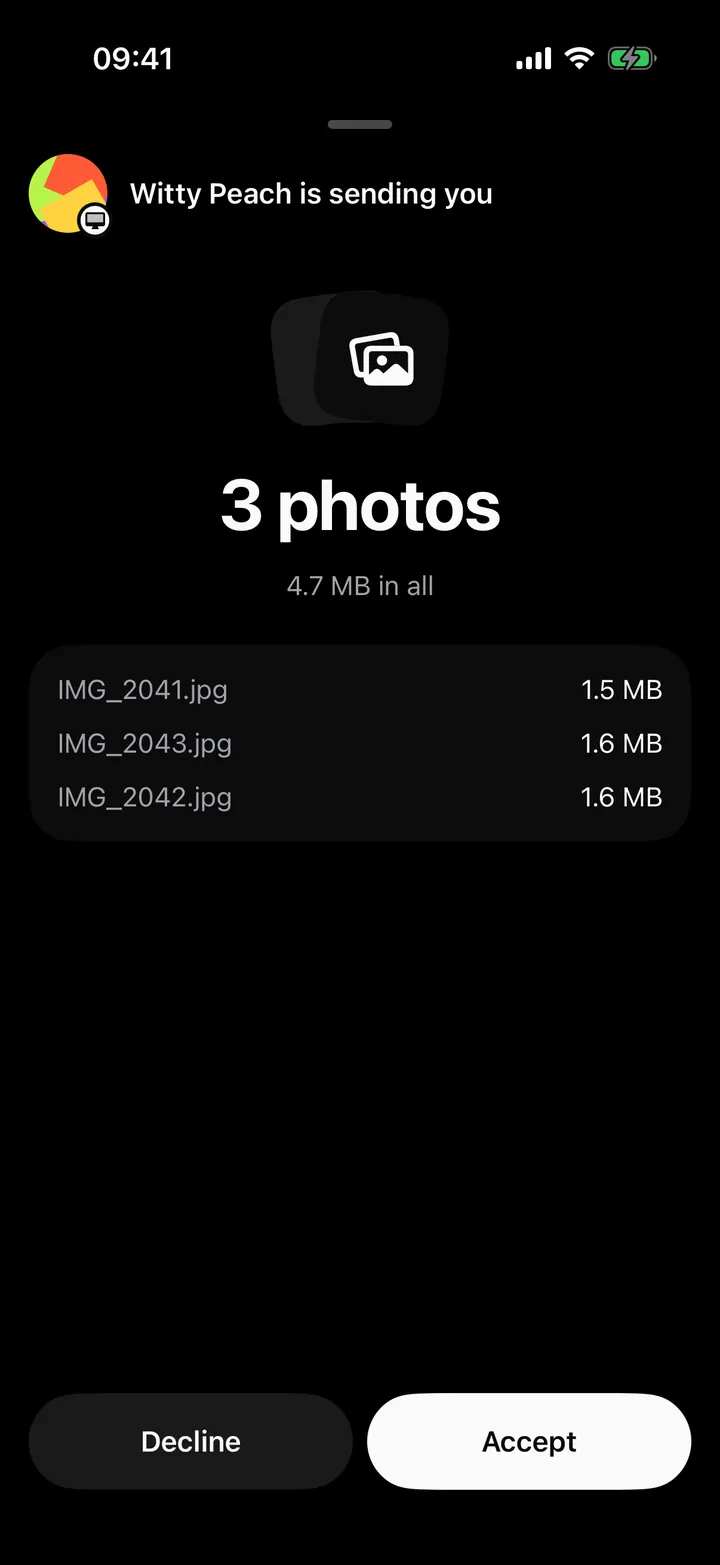 09:41
Witty Peach is sending you
3 photos
4.7 MB in all
IMG_2041.jpg 1.5 MB
IMG_2043.jpg 1.6 MB
IMG_2042.jpg 1.6 MB
Decline Accept